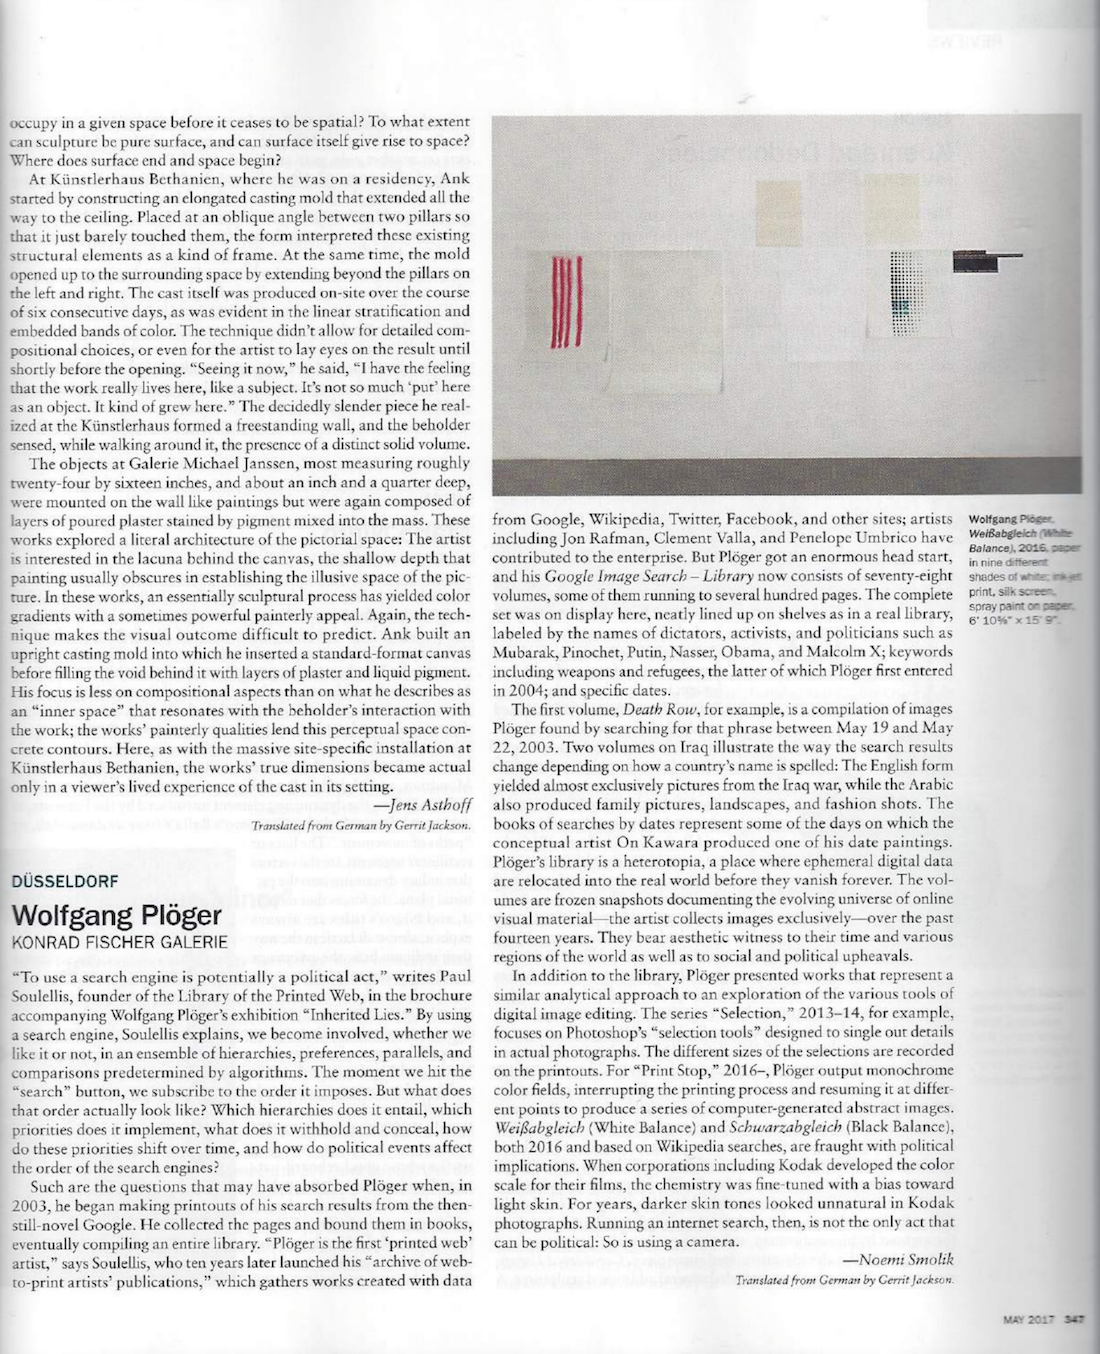 occupy in a given space before it ceases to be spatial? To what extent
can sculpture be pure surface, and can surface itself give rise to space?
Where does surface end and space begin?
At Künstlerhaus Bethanien, where he was on a residency, Ank
started by constructing an elongated casting mold that extended all the
way to the ceiling. Placed at an oblique angle between two pillars so
that it just barely touched them, the form interpreted these existing
structural elements as a kind of frame. At the same time, the mold
opened up to the surrounding space by extending beyond the pillars on
the left and right. The cast itself was produced on-site over the course
of six consecutive days, as was evident in the linear stratification and
embedded bands of color. The technique didn't allow for detailed com-
positional choices, or even for the artist to lay eyes on the result until
shortly before the opening. “Seeing it now,” he said, “I have the feeling
that the work really lives here, like a subject. It's not so much ‘put’ here
as an object. It kind of grew here.” The decidedly slender piece he real-
ized at the Künstlerhaus formed a freestanding wall, and the beholder
sensed, while walking around it, the presence of a distinct solid volume.
The objects at Galerie Michael Janssen, most measuring roughly
twenty-four by sixteen inches, and about an inch and a quarter deep,
were mounted on the wall like paintings but were again composed of
layers of poured plaster stained by pigment mixed into the mass. These
works explored a literal architecture of the pictorial space: The artist
is interested in the lacuna behind the canvas, the shallow depth that
painting usually obscures in establishing the illusive space of the pic-
ture. In these works, an essentially sculptural process has yielded color
gradients with a sometimes powerful painterly appeal. Again, the tech-
nique makes the visual outcome difficult to predict. Ank built an
upright casting mold into which he inserted a standard-format canvas
before filling the void behind it with layers of plaster and liquid pigment.
His focus is less on compositional aspects than on what he describes as
an “inner space” that resonates with the beholder's interaction with
the work; the works' painterly qualities lend this perceptual space con-
crete contours. Here, as with the massive site-specific installation at
Künstlerhaus Bethanien, the works' true dimensions became actual
only in a viewer's lived experience of the cast in its setting.
—Jens Asthoff
Translated from German by Gerrit Jackson.
DÜSSELDORF
Wolfgang Plöger
KONRAD FISCHER GALERIE
“To use a search engine is potentially a political act,” writes Paul
Soulellis, founder of the Library of the Printed Web, in the brochure
accompanying Wolfgang Plöger's exhibition “Inherited Lies.” By using
a search engine, Soulellis explains, we become involved, whether we
like it or not, in an ensemble of hierarchies, preferences, parallels, and
comparisons predetermined by algorithms. The moment we hit the
“search” button, we subscribe to the order it imposes. But what does
that order actually look like? Which hierarchies does it entail, which
priorities does it implement, what does it withhold and conceal, how
do these priorities shift over time, and how do political events affect
the order of the search engines?
Such are the questions that may have absorbed Plöger when, in
2003, he began making printouts of his search results from the then-
still-novel Google. He collected the pages and bound them in books,
eventually compiling an entire library. “Plöger is the first ‘printed web’
artist,” says Soulellis, who ten years later launched his “archive of web-
to-print artists' publications,” which gathers works created with data
from Google, Wikipedia, Twitter, Facebook, and other sites; artists
including Jon Rafman, Clement Valla, and Penelope Umbrico have
contributed to the enterprise. But Plöger got an enormous head start,
and his Google Image Search – Library now consists of seventy-eight
volumes, some of them running to several hundred pages. The complete
set was on display here, neatly lined up on shelves as in a real library,
labeled by the names of dictators, activists, and politicians such as
Mubarak, Pinochet, Putin, Nasser, Obama, and Malcolm X; keywords
including weapons and refugees, the latter of which Plöger first entered
in 2004; and specific dates.
The first volume, Death Row, for example, is a compilation of images
Plöger found by searching for that phrase between May 19 and May
22, 2003. Two volumes on Iraq illustrate the way the search results
change depending on how a country's name is spelled: The English form
yielded almost exclusively pictures from the Iraq war, while the Arabic
also produced family pictures, landscapes, and fashion shots. The
books of searches by dates represent some of the days on which the
conceptual artist On Kawara produced one of his date paintings.
Plöger's library is a heterotopia, a place where ephemeral digital data
are relocated into the real world before they vanish forever. The vol-
umes are frozen snapshots documenting the evolving universe of online
visual material—the artist collects images exclusively—over the past
fourteen years. They bear aesthetic witness to their time and various
regions of the world as well as to social and political upheavals.
In addition to the library, Plöger presented works that represent a
similar analytical approach to an exploration of the various tools of
digital image editing. The series “Selection,” 2013–14, for example,
focuses on Photoshop's “selection tools” designed to single out details
in actual photographs. The different sizes of the selections are recorded
on the printouts. For “Print Stop,” 2016–, Plöger output monochrome
color fields, interrupting the printing process and resuming it at differ-
ent points to produce a series of computer-generated abstract images.
Weißabgleich (White Balance) and Schwarzabgleich (Black Balance),
both 2016 and based on Wikipedia searches, are fraught with political
implications. When corporations including Kodak developed the color
scale for their films, the chemistry was fine-tuned with a bias toward
light skin. For years, darker skin tones looked unnatural in Kodak
photographs. Running an internet search, then, is not the only act that
can be political: So is using a camera.
—Noemi Smolik
Translated from German by Gerrit Jackson.
Wolfgang Plöger,
Weißabgleich (White
Balance), 2016, paper
in nine different
shades of white, ink-jet
print, silk screen,
spray paint on paper,
6' 10⅝" x 15' 9".
MAY 2017 347